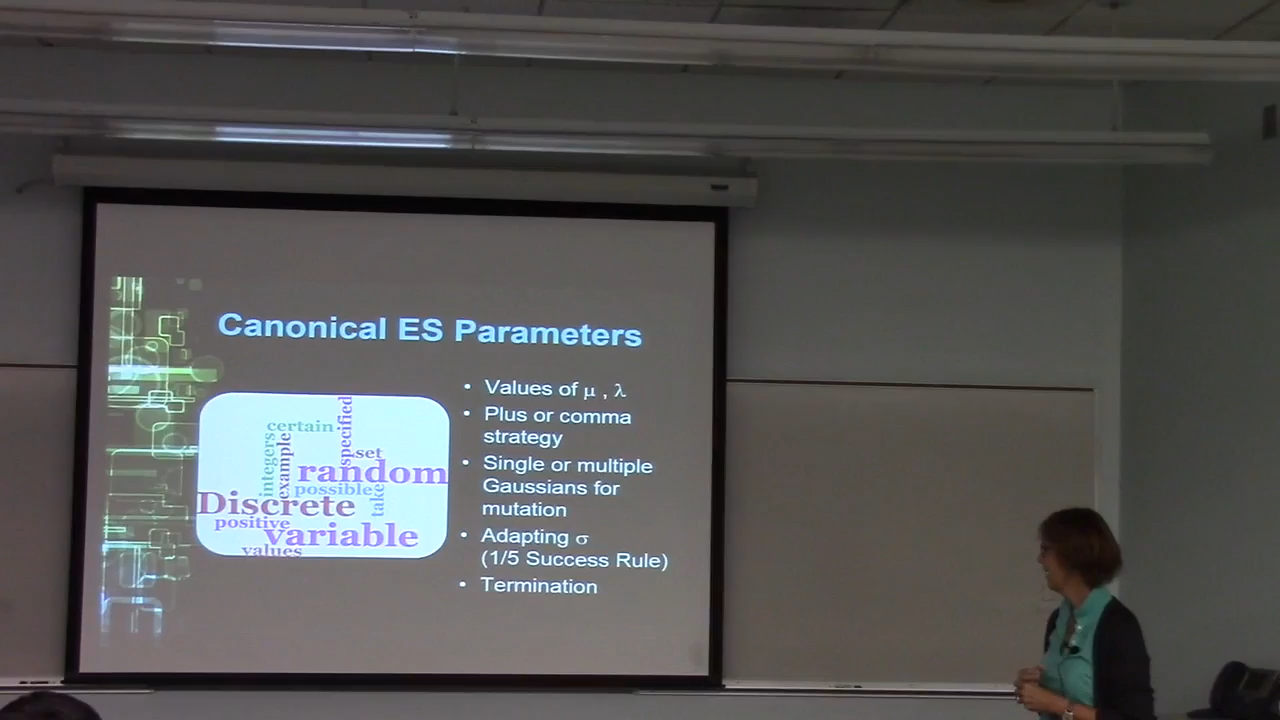 Canonical ES Parameters
certain
specified
integers
example
set
random
possible
take
Discrete
positive
variable
values
• Values of μ , λ
• Plus or comma
strategy
• Single or multiple
Gaussians for
mutation
• Adapting σ
(1/5 Success Rule)
• Termination